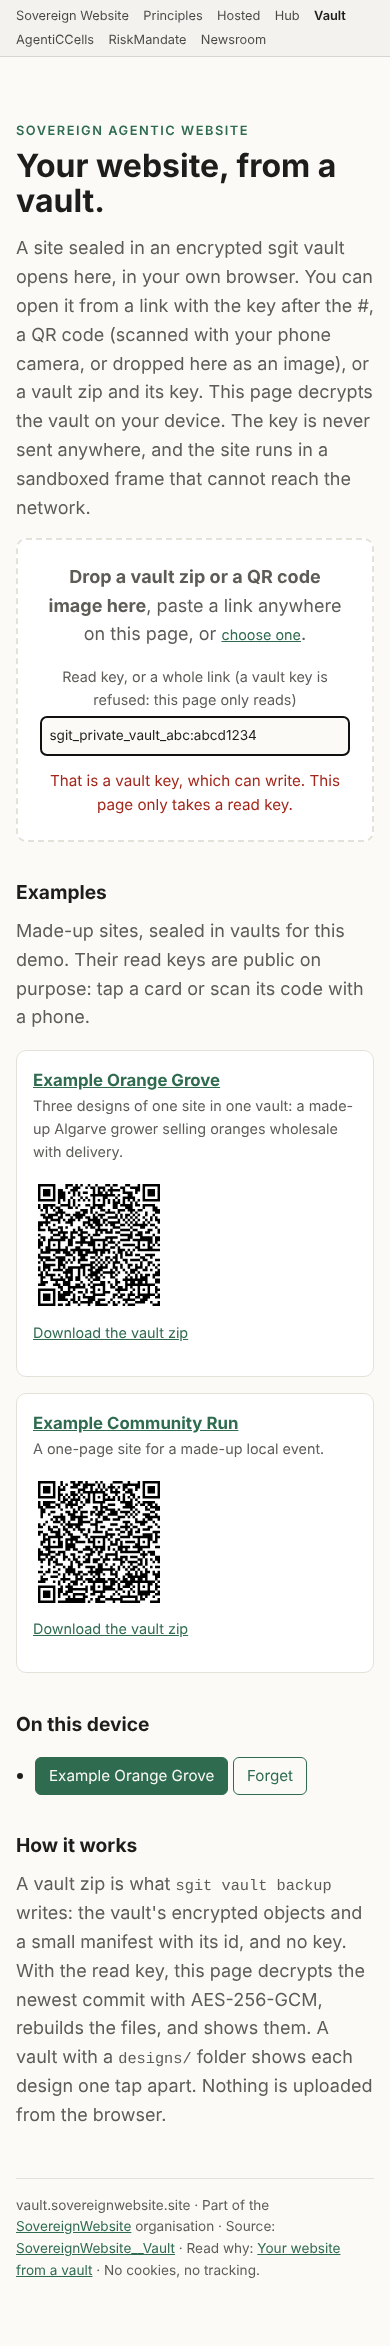 Sovereign Website Principles Hosted Hub Vault
AgentiCCells RiskMandate Newsroom
SOVEREIGN AGENTIC WEBSITE
Your website, from a
vault.
A site sealed in an encrypted sgit vault
opens here, in your own browser. You can
open it from a link with the key after the #,
a QR code (scanned with your phone
camera, or dropped here as an image), or
a vault zip and its key. This page decrypts
the vault on your device. The key is never
sent anywhere, and the site runs in a
sandboxed frame that cannot reach the
network.
Drop a vault zip or a QR code
image here, paste a link anywhere
on this page, or choose one.
Read key, or a whole link (a vault key is
refused: this page only reads)
sgit_private_vault_abc:abcd1234
That is a vault key, which can write. This
page only takes a read key.
Examples
Made-up sites, sealed in vaults for this
demo. Their read keys are public on
purpose: tap a card or scan its code with
a phone.
Example Orange Grove
Three designs of one site in one vault: a made-
up Algarve grower selling oranges wholesale
with delivery.
Download the vault zip
Example Community Run
A one-page site for a made-up local event.
Download the vault zip
On this device
• Example Orange Grove Forget
How it works
A vault zip is what sgit vault backup
writes: the vault's encrypted objects and
a small manifest with its id, and no key.
With the read key, this page decrypts the
newest commit with AES-256-GCM,
rebuilds the files, and shows them. A
vault with a designs/ folder shows each
design one tap apart. Nothing is uploaded
from the browser.
vault.sovereignwebsite.site · Part of the
SovereignWebsite organisation · Source:
SovereignWebsite__Vault · Read why: Your website
from a vault · No cookies, no tracking.